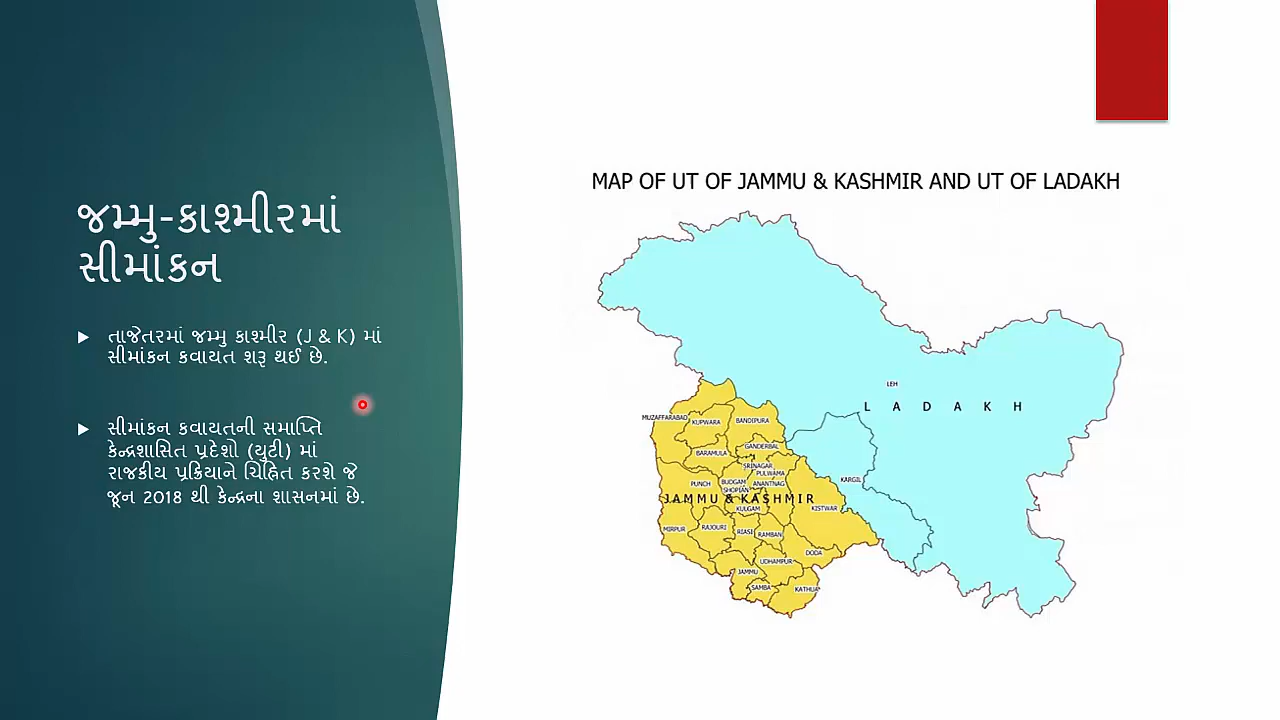 જમ્મુ-કાશ્મીરમાં
સીમાંકન
તાજેતરમાં જમ્મુ કાશ્મીર (J & K) માં
સીમાંકન કવાયત શરૂ થઈ છે.
સીમાંકન કવાયતની સમાપ્તિ
કેન્દ્રશાસિત પ્રદેશો (યુટી) માં
રાજકીય પ્રક્રિયાને ચિહ્નિત કરશે જે
જૂન 2018 થી કેન્દ્રના શાસનમાં છે.
MAP OF UT OF JAMMU & KASHMIR AND UT OF LADAKH
LEH
L A D A K H
MUZAFFARABAD
KUPWARA
BANDIPURA
GANDERBAL
BARAMULA
SRINAGAR
PULWAMA
KARGIL
PUNCH
BUDGAM
ANANTNAG
SHOPIAN
JAMMU & KASHMIR
KULGAM
KISTWAR
MIRPUR
RAJOURI
RIASI
RAMBAN
DODA
UDHAMPUR
JAMMU
SAMBA
KATHUA